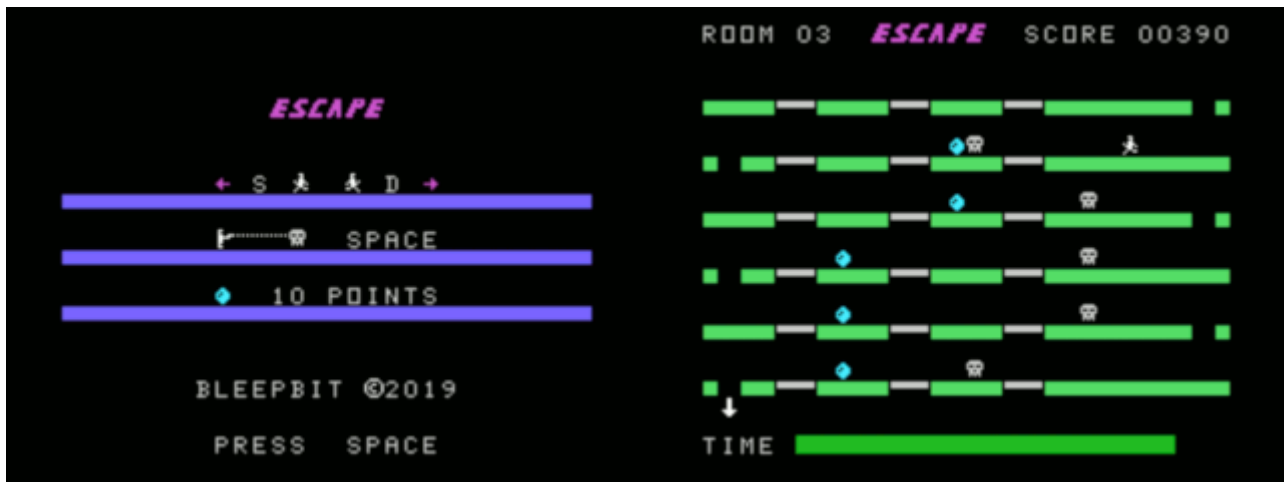 ESCAPE
← S D →
SPACE
10 POINTS
BLEEPBIT ©2019
PRESS SPACE
ROOM 03 ESCAPE SCORE 00390
TIME